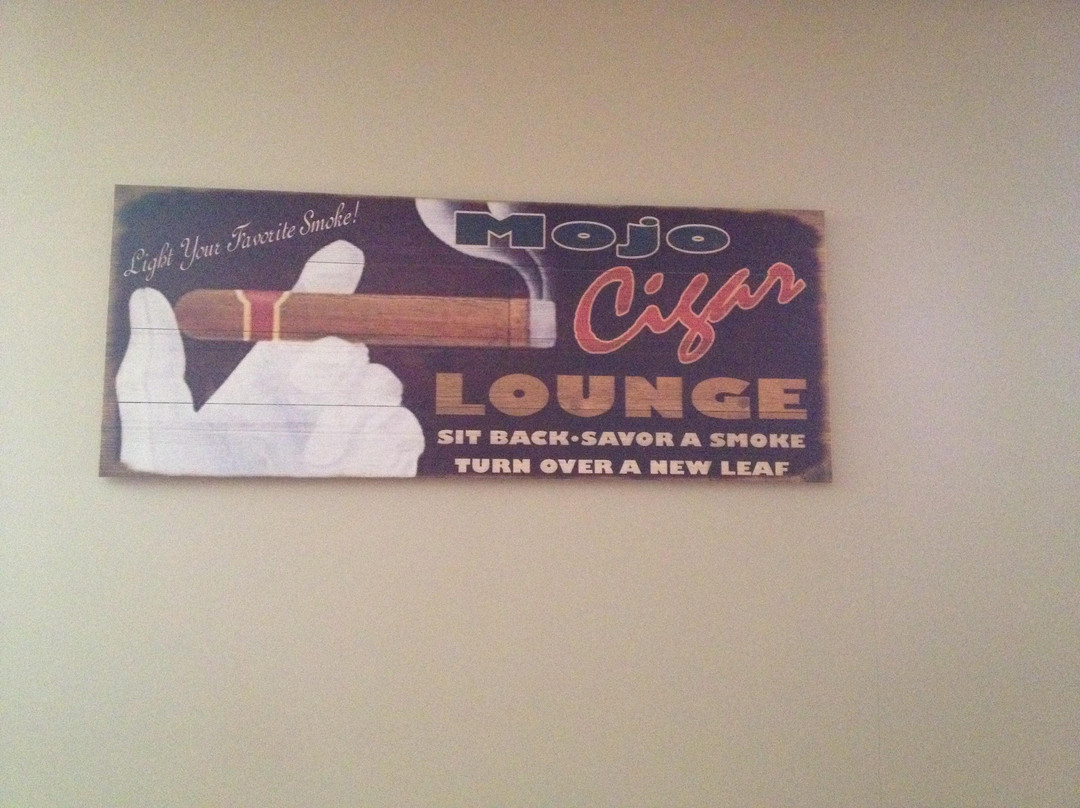 Light Your Favorite Smoke!
Mojo
Cigar
LOUNGE
SIT BACK•SAVOR A SMOKE
TURN OVER A NEW LEAF